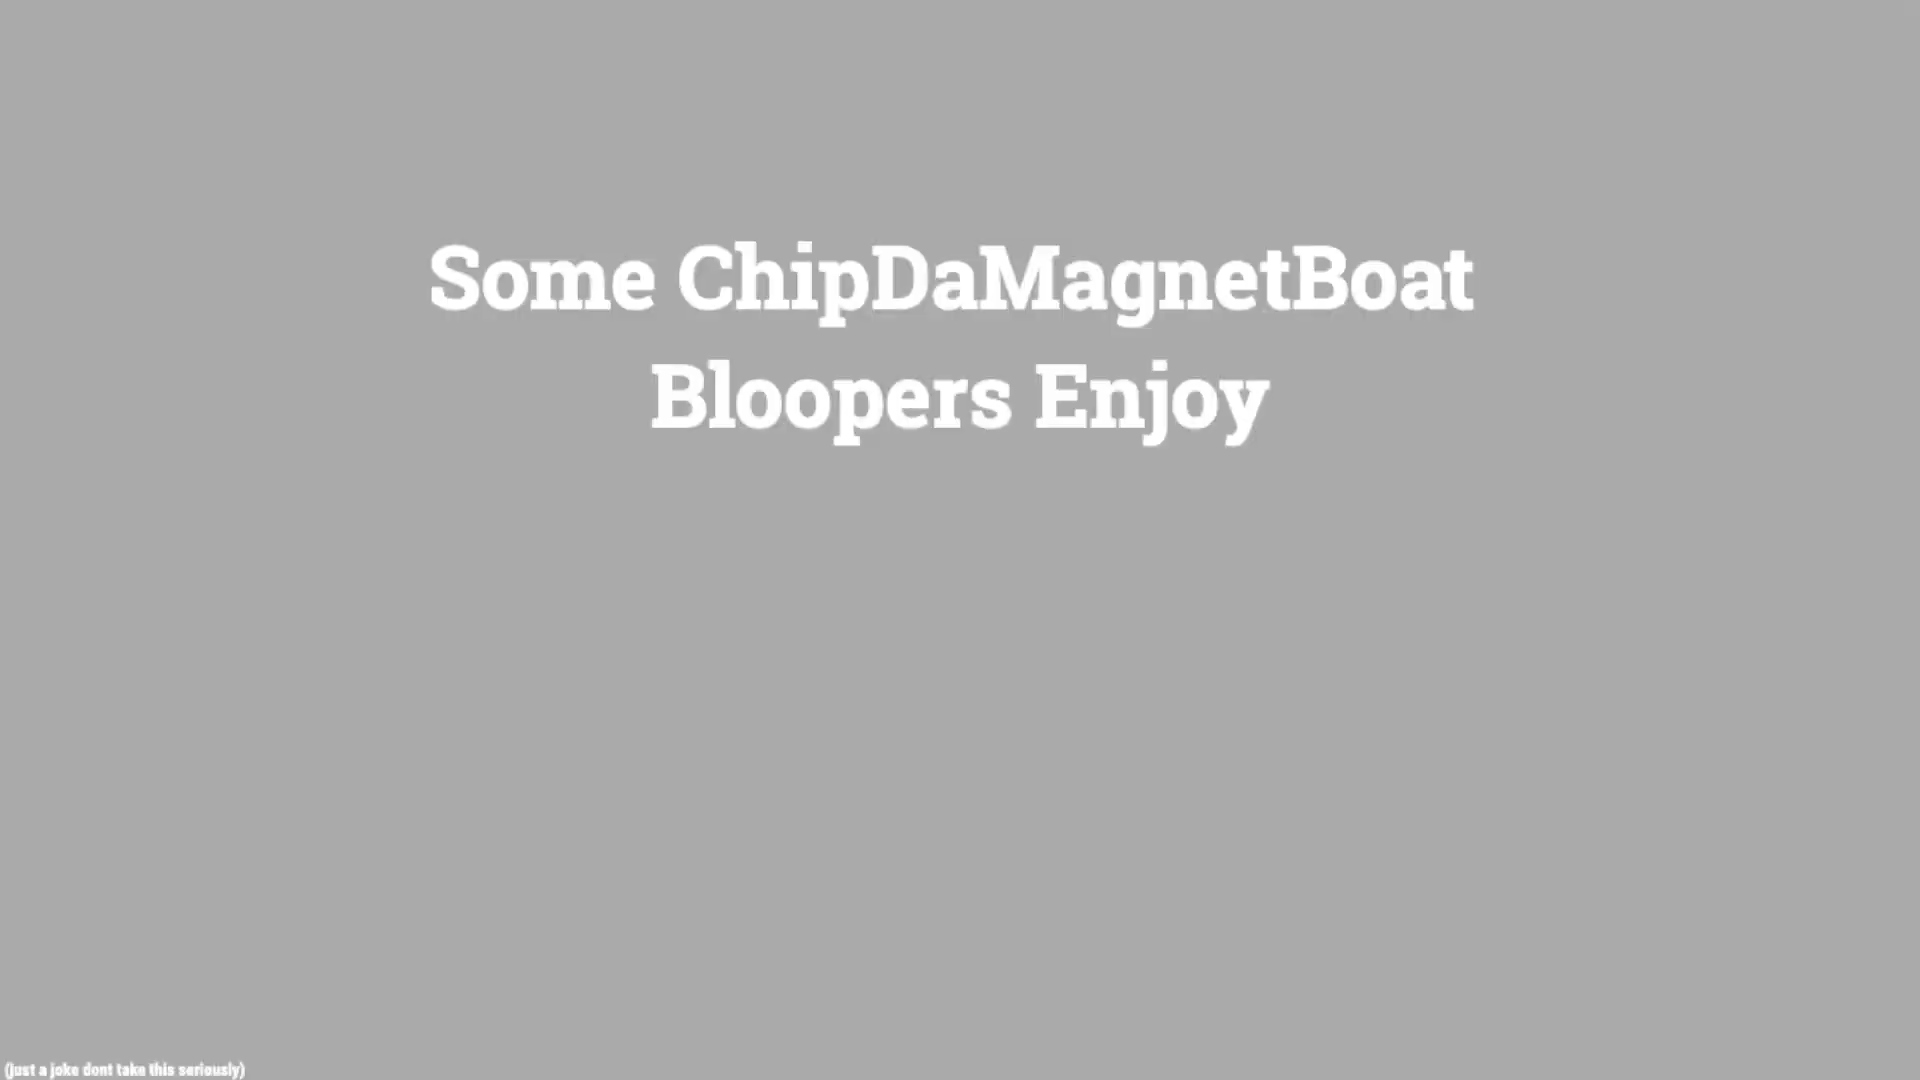 Some ChipDaMagnetBoat
Bloopers Enjoy
(just a joke dont take this seriously)